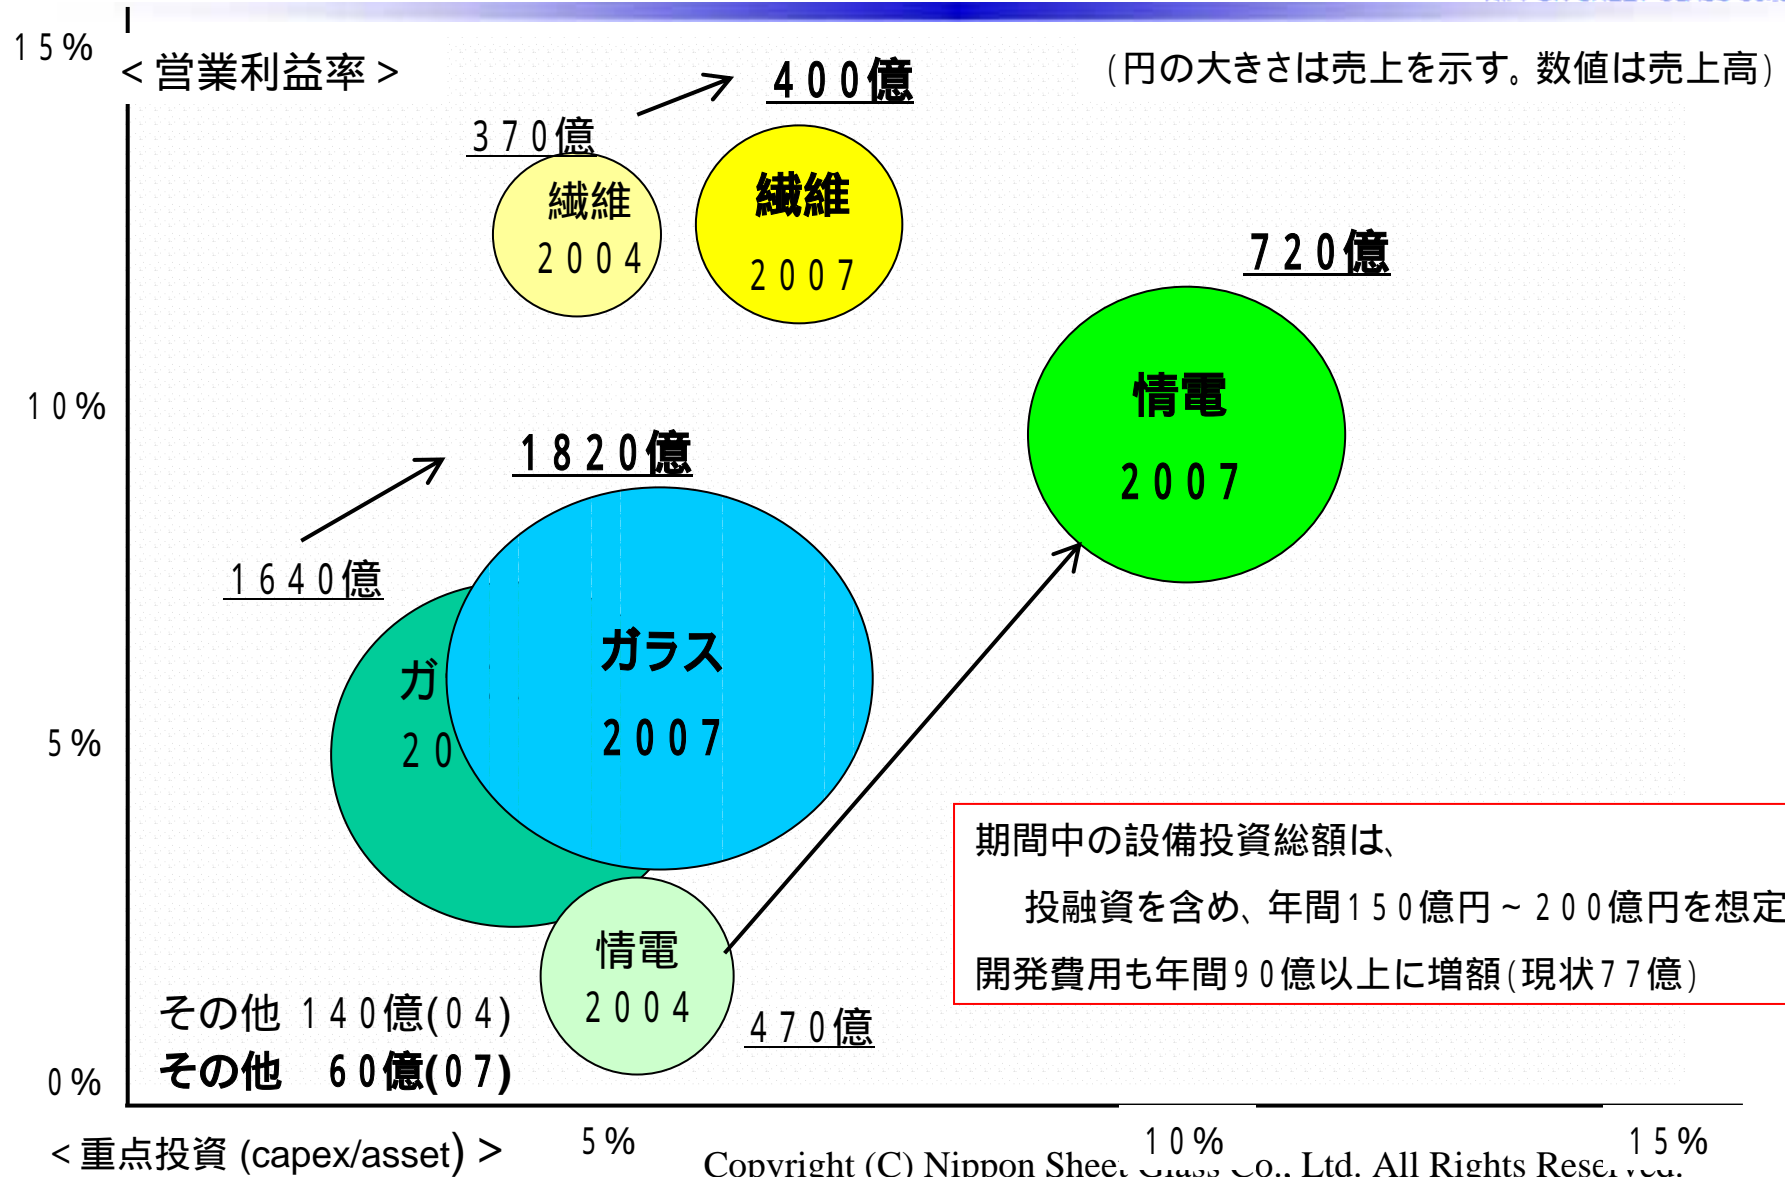 15%
<営業利益率>
(円の大きさは売上を示す。数値は売上高)
400億
370億
繊維
2004
繊維
2007
720億
情電
2007
10%
1820億
1640億
ガ
20
ガラス
2007
5%
期間中の設備投資総額は、
投融資を含め、年間150億円~200億円を想定
開発費用も年間90億以上に増額(現状77億)
情電
2004
470億
その他 140億(04)
その他 60億(07)
0%
<重点投資 (capex/asset) >
5%
10%
15%
Copyright (C) Nippon Sheet Glass Co., Ltd. All Rights Reserved.